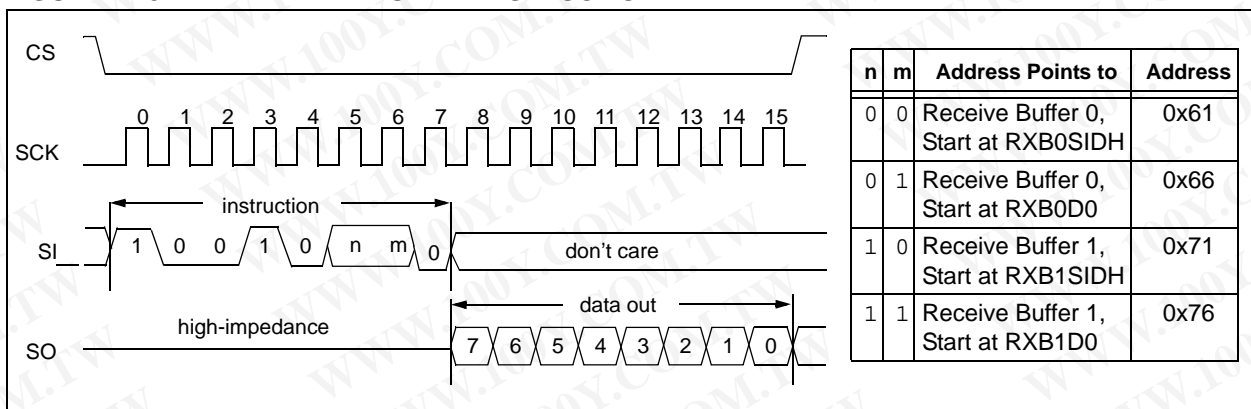 CS
0 1 2 3 4 5 6 7 8 9 10 11 12 13 14 15
SCK
instruction
SI
1 0 0 1 0 n m 0
don't care
data out
high-impedance
SO
7 6 5 4 3 2 1 0
n m Address Points to Address
0 0 Receive Buffer 0, 0x61
Start at RXB0SIDH
0 1 Receive Buffer 0, 0x66
Start at RXB0D0
1 0 Receive Buffer 1, 0x71
Start at RXB1SIDH
1 1 Receive Buffer 1, 0x76
Start at RXB1D0
WWW.100Y.COM.TW